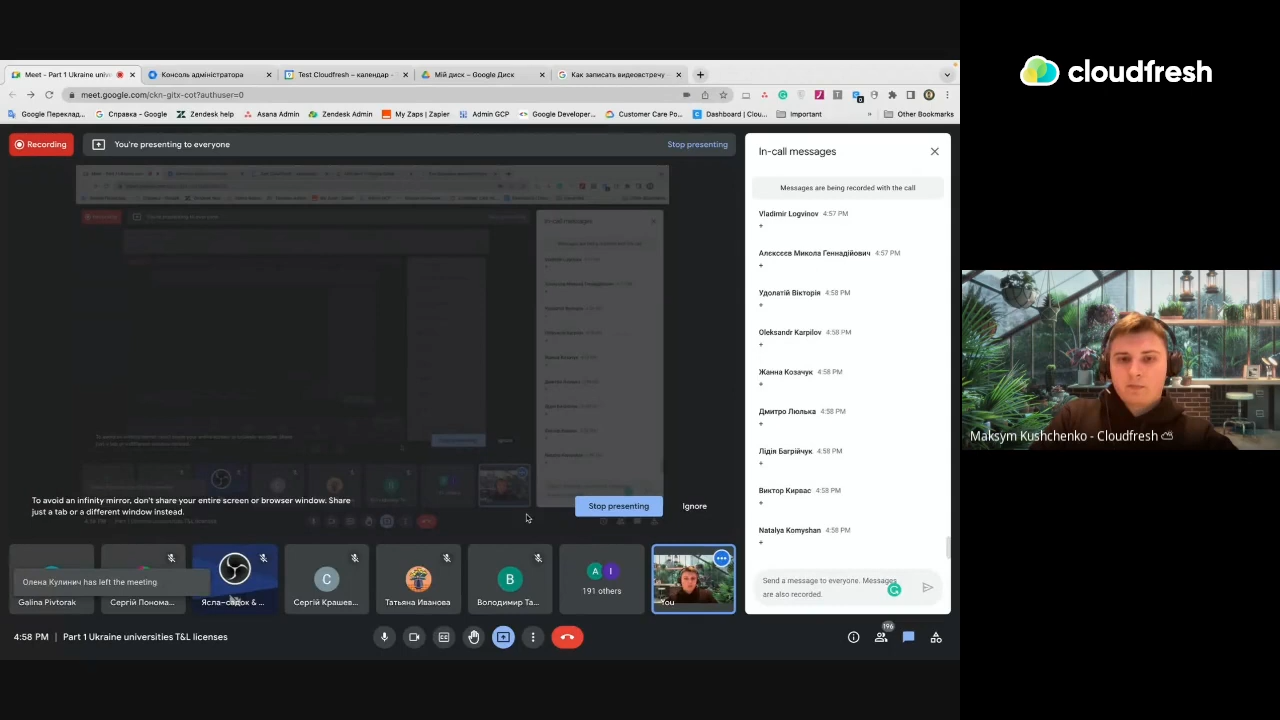 cloudfresh
Meet - Part 1 Ukraine unive
Консоль адміністратора
Test Cloudfresh – календар -
Мій диск – Google Диск
Как записать видеовстречу
meet.google.com/ckn-gitx-cot?authuser=0
Google Переклад...
Справка – Google
Zendesk help
Asana Admin
Zendesk Admin
My Zaps | Zapier
Admin GCP
Google Developer...
Customer Care Po...
Dashboard | Clou...
Important
»
Other Bookmarks
Recording
You're presenting to everyone
Stop presenting
In-call messages
Messages are being recorded with the call
Vladimir Logvinov 4:57 PM
+
Алєксєєв Микола Геннадійович 4:57 PM
+
Удолатій Вікторія 4:58 PM
+
Oleksandr Karpilov 4:58 PM
+
Жанна Козачук 4:58 PM
+
Дмитро Люлька 4:58 PM
+
Лідія Багрійчук 4:58 PM
+
Виктор Кирвас 4:58 PM
+
Natalya Komyshan 4:58 PM
+
To avoid an infinity mirror, don't share your entire screen or browser window. Share
just a tab or a different window instead.
Stop presenting
Ignore
Send a message to everyone. Messages
are also recorded.
Олена Кулинич has left the meeting
Galina Pivtorak
Сергій Понома...
Ясла–садок & ...
C
Сергій Крашев...
Татьяна Иванова
В
Володимир Та...
A
I
191 others
You
4:58 PM | Part 1 Ukraine universities T&L licenses
196
Maksym Kushchenko - Cloudfresh